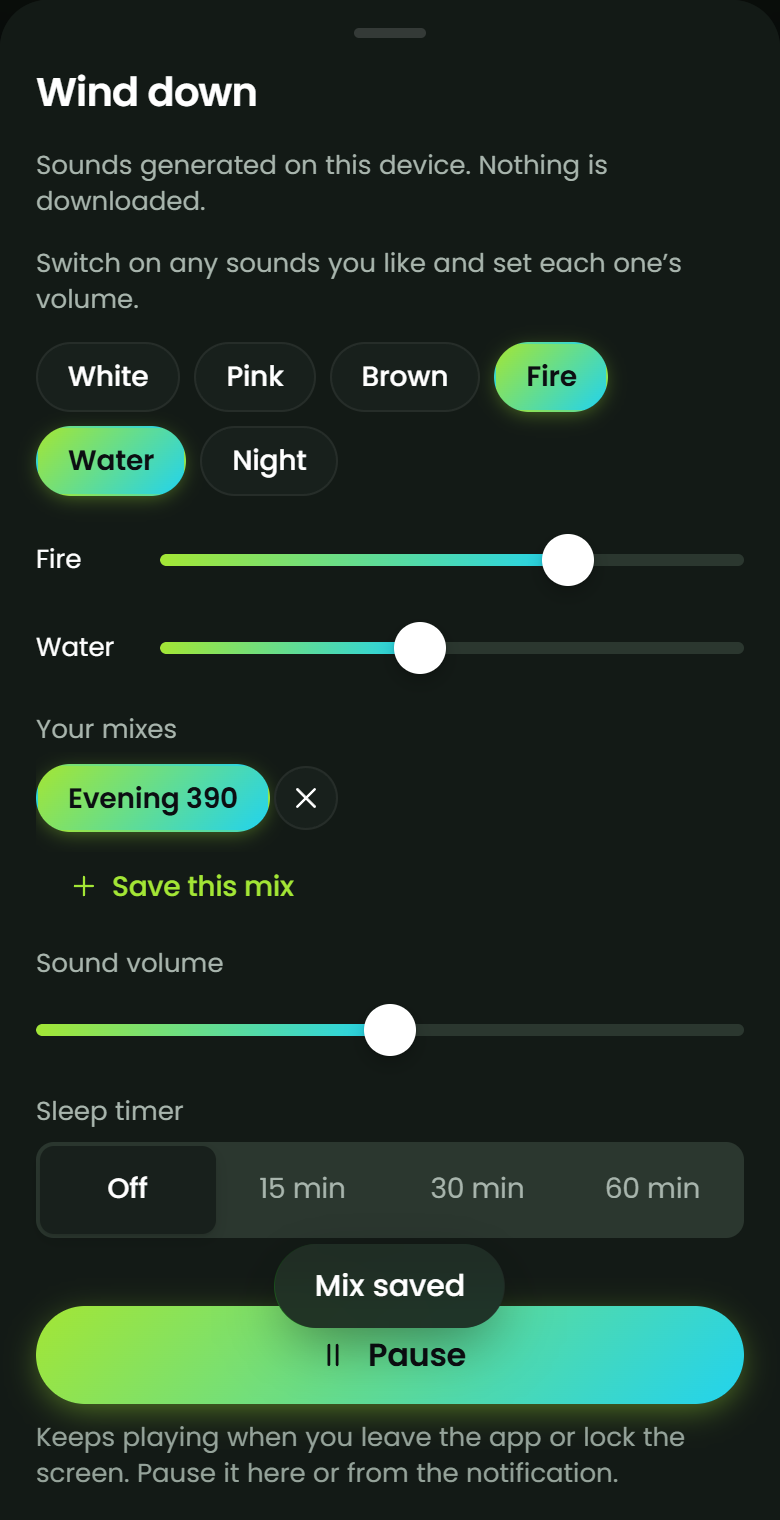 Wind down
Sounds generated on this device. Nothing is
downloaded.
Switch on any sounds you like and set each one’s
volume.
White Pink Brown Fire
Water Night
Fire
Water
Your mixes
Evening 390
Save this mix
Sound volume
Sleep timer
Off 15 min 30 min 60 min
Mix saved
Pause
Keeps playing when you leave the app or lock the
screen. Pause it here or from the notification.